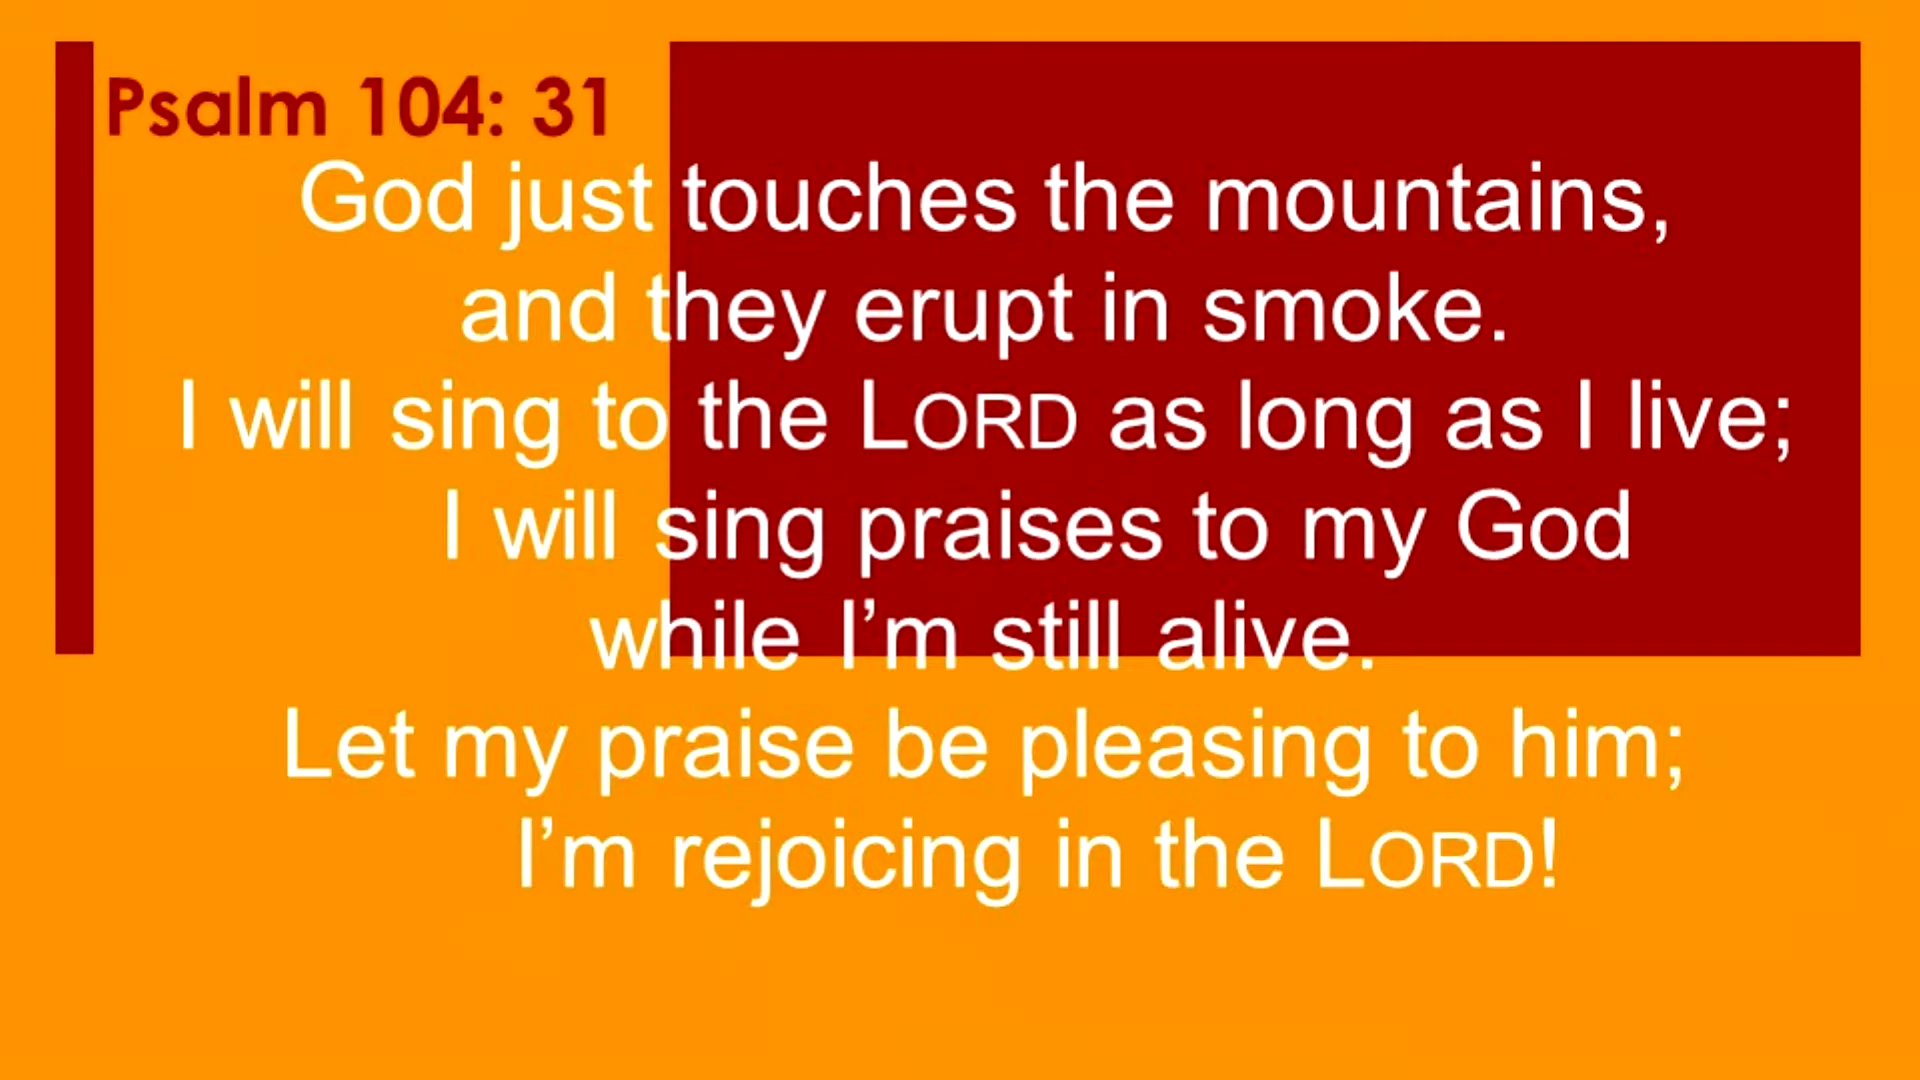 Psalm 104: 31
God just touches the mountains,
and they erupt in smoke.
I will sing to the LORD as long as I live;
I will sing praises to my God
while I’m still alive.
Let my praise be pleasing to him;
I’m rejoicing in the LORD!